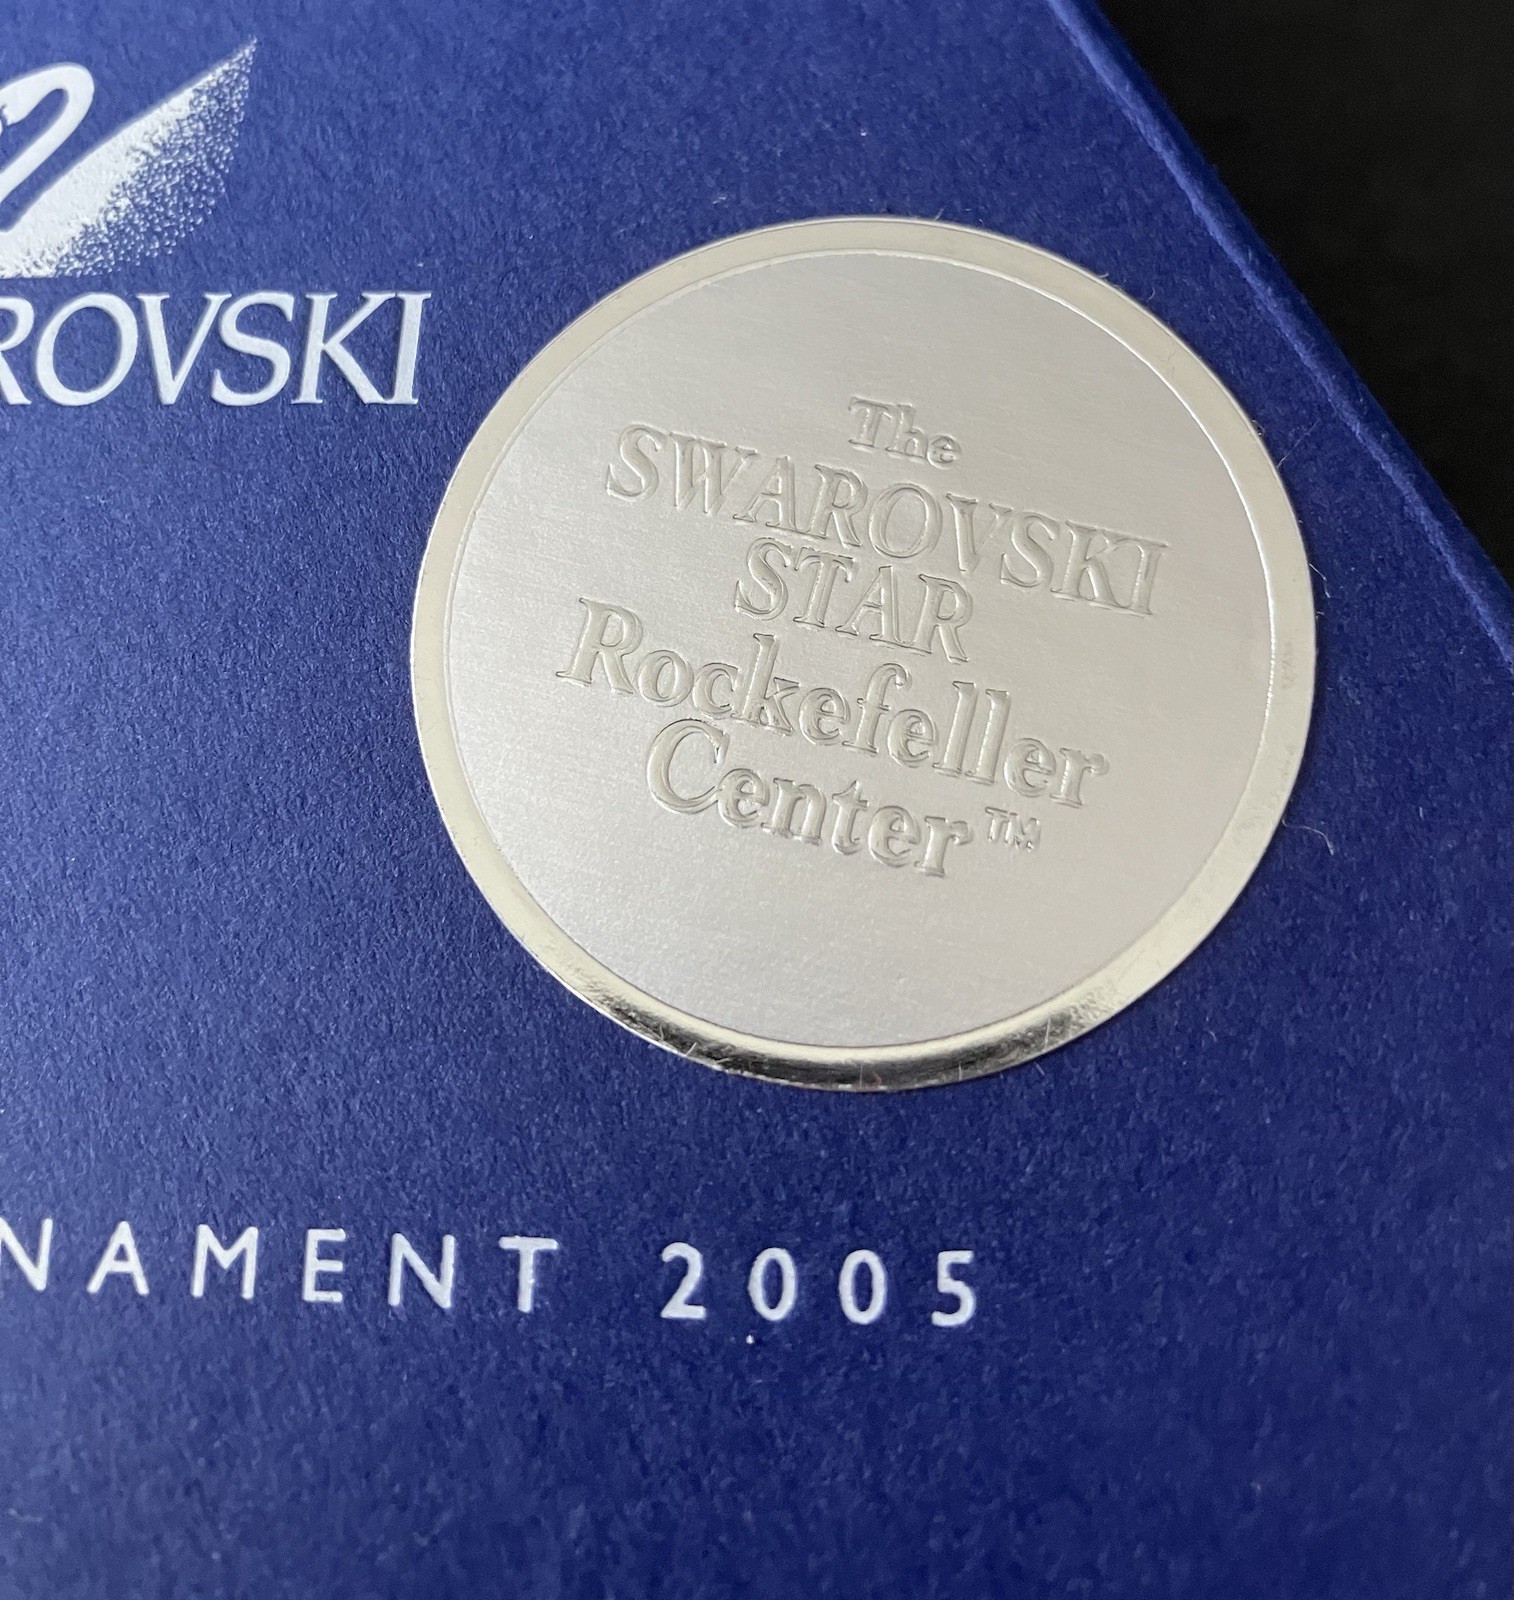 ROVSKI
The
SWAROVSKI
STAR
Rockefeller
Center™
NAMENT 2005